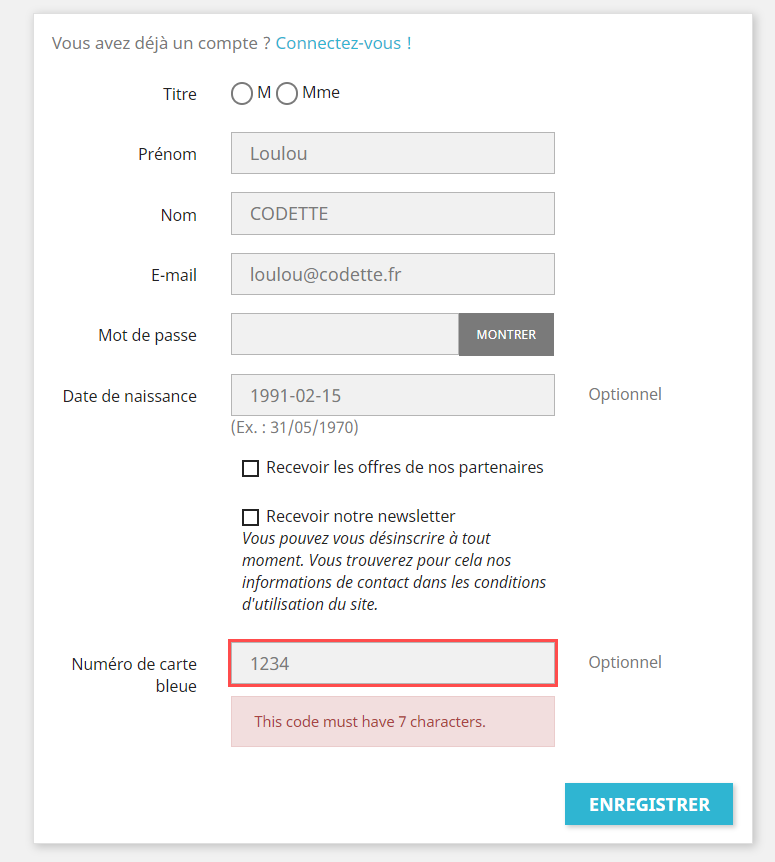 Vous avez déjà un compte ? Connectez-vous !
Titre M Mme
Prénom Loulou
Nom CODETTE
E-mail loulou@codette.fr
Mot de passe MONTRER
Date de naissance 1991-02-15 Optionnel
(Ex. : 31/05/1970)
Recevoir les offres de nos partenaires
Recevoir notre newsletter
Vous pouvez vous désinscrire à tout
moment. Vous trouverez pour cela nos
informations de contact dans les conditions
d'utilisation du site.
Numéro de carte 1234 Optionnel
bleue
This code must have 7 characters.
ENREGISTRER